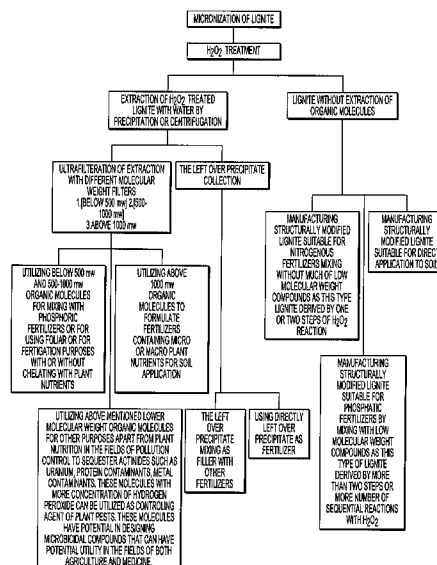 MICRONIZATION OF LIGNITE
H2O2 TREATMENT
EXTRACTION OF H2O2 TREATED
LIGNITE WITH WATER BY
PRECIPITATION OR CENTRIFUGATION
LIGNITE WITHOUT EXTRACTION OF
ORGANIC MOLECULES
ULTRAFILTERATION OF EXTRACTION
WITH DIFFERENT MOLECULAR
WEIGHT FILTERS
1.[BELOW 500 mw] 2.[500-
1000 mw]
3.ABOVE 1000 mw
THE LEFT OVER PRECIPITATE
COLLECTION
MANUFACTURING
STRUCTURALLY MODIFIED
LIGNITE SUITABLE FOR
NITROGENOUS
FERTILIZERS MIXING
WITHOUT MUCH OF LOW
MOLECULAR WEIGHT
COMPOUNDS AS THIS TYPE
LIGNITE DERIVED BY ONE
OR TWO STEPS OF H2O2
REACTION
MANUFACTURING
STRUCTURALLY
MODIFIED LIGNITE
SUITABLE FOR DIRECT
APPLICATION TO SOIL
UTILIZING BELOW 500 mw
AND 500-1000 mw
ORGANIC MOLECULES
FOR MIXING WITH
PHOSPHORIC
FERTILIZERS OR FOR
USING FOLIAR OR FOR
FERTIGATION PURPOSES
WITH OR WITHOUT
CHELATING WITH PLANT
NUTRIENTS
UTILIZING ABOVE
1000 mw
ORGANIC
MOLECULES TO
FORMULATE
FERTILIZERS
CONTAINING MICRO
OR MACRO PLANT
NUTRIENTS FOR SOIL
APPLICATION
MANUFACTURING
STRUCTURALLY
MODIFIED LIGNITE
SUITABLE FOR
PHOSPHATIC
FERTILIZERS BY
MIXING WITH LOW
MOLECULAR WEIGHT
COMPOUNDS AS THIS
TYPE OF LIGNITE
DERIVED BY MORE
THAN TWO STEPS OR
MORE NUMBER OF
SEQUENTIAL REACTIONS
WITH H2O2
UTILIZING ABOVE MENTIONED LOWER
MOLECULAR WEIGHT ORGANIC MOLECULES
FOR OTHER PURPOSES APART FROM PLANT
NUTRITION IN THE FIELDS OF POLLUTION
CONTROL TO SEQUESTER ACTINIDES SUCH AS
URANIUM, PROTEIN CONTAMINANTS, METAL
CONTAMINANTS. THESE MOLECULES WITH
MORE CONCENTRATION OF HYDROGEN
PEROXIDE CAN BE UTILIZED AS CONTROLING
AGENT OF PLANT PESTS. THESE MOLECULES
HAVE POTENTIAL IN DESIGNING
MICROBICIDAL COMPOUNDS THAT CAN HAVE
POTENTIAL UTILITY IN THE FIELDS OF BOTH
AGRICULTURE AND MEDICINE.
THE LEFT
OVER
PRECIPITATE
MIXING AS
FILLER WITH
OTHER
FERTILIZERS
USING DIRECTLY
LEFT OVER
PRECIPITATE AS
FERTILIZER